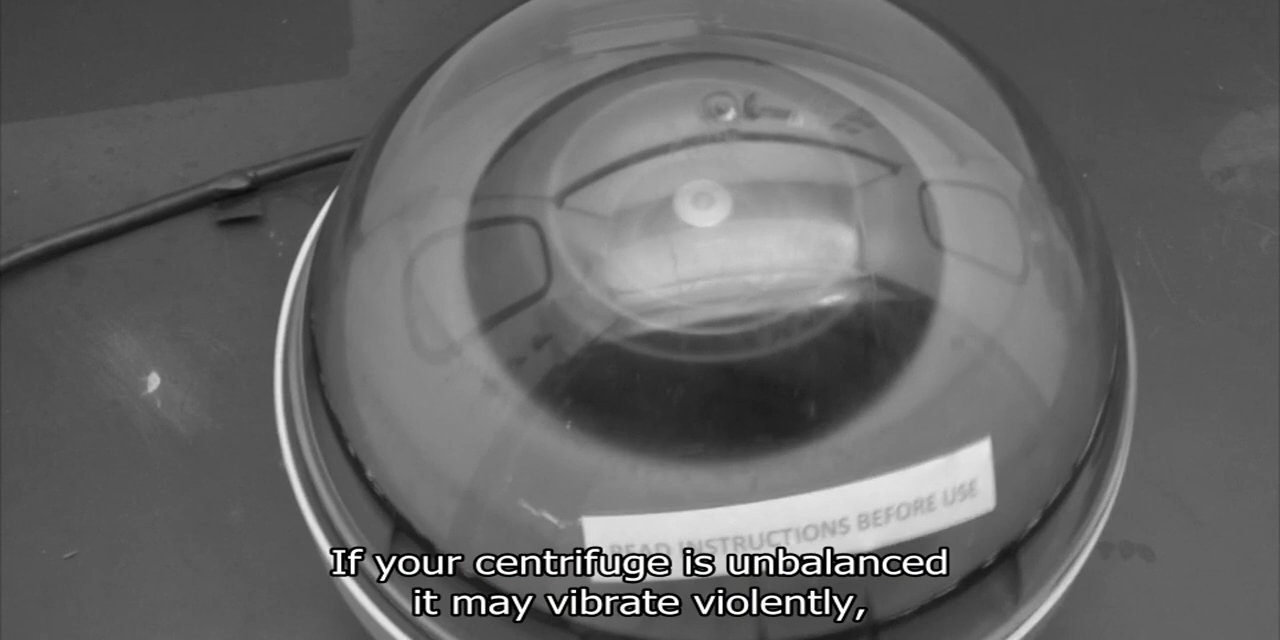 READ INSTRUCTIONS BEFORE USE
If your centrifuge is unbalanced
it may vibrate violently,